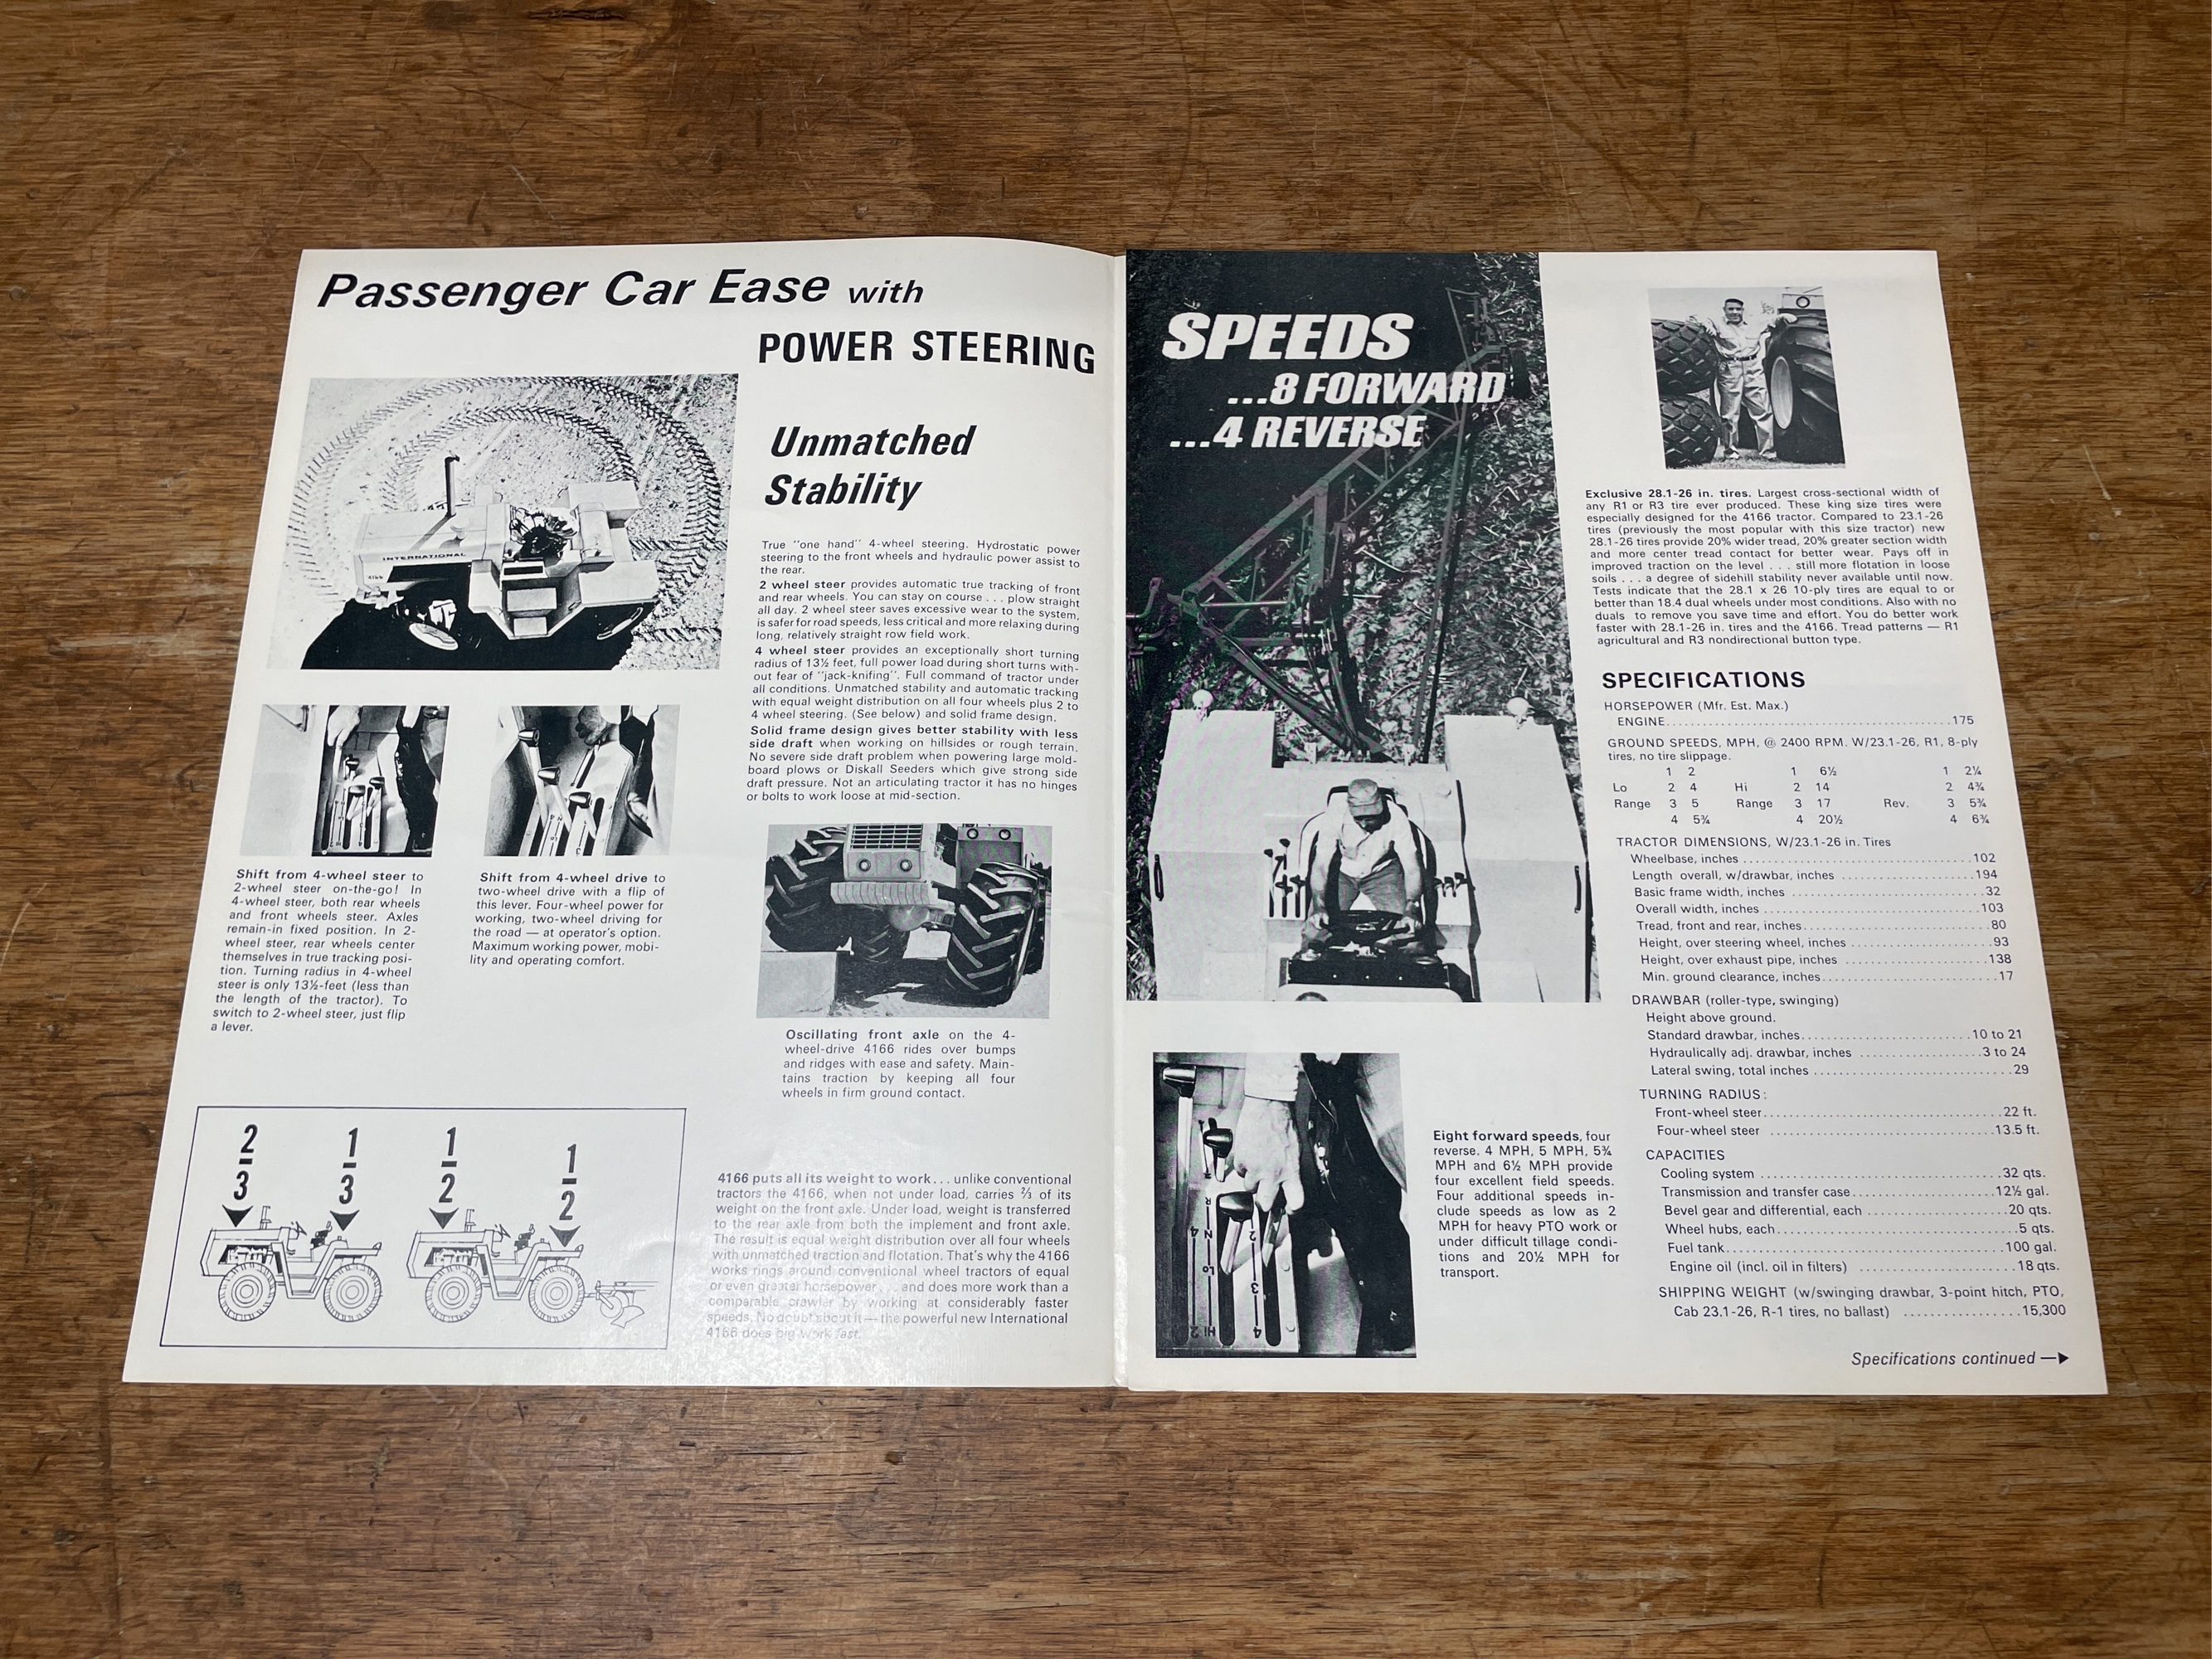 Passenger Car Ease with
POWER STEERING
Unmatched
Stability
INTERNATIONAL
4166
True "one hand" 4-wheel steering. Hydrostatic power
steering to the front wheels and hydraulic power assist to
the rear.
2 wheel steer provides automatic true tracking of front
and rear wheels. You can stay on course . . . plow straight
all day. 2 wheel steer saves excessive wear to the system,
is safer for road speeds, less critical and more relaxing during
long, relatively straight row field work.
4 wheel steer provides an exceptionally short turning
radius of 13½ feet, full power load during short turns with-
out fear of "jack-knifing". Full command of tractor under
all conditions. Unmatched stability and automatic tracking
with equal weight distribution on all four wheels plus 2 to
4 wheel steering. (See below) and solid frame design.
Solid frame design gives better stability with less
side draft when working on hillsides or rough terrain.
No severe side draft problem when powering large mold-
board plows or Diskall Seeders which give strong side
draft pressure. Not an articulating tractor it has no hinges
or bolts to work loose at mid-section.
Shift from 4-wheel steer to
2-wheel steer on-the-go! In
4-wheel steer, both rear wheels
and front wheels steer. Axles
remain-in fixed position. In 2-
wheel steer, rear wheels center
themselves in true tracking posi-
tion. Turning radius in 4-wheel
steer is only 13½-feet (less than
the length of the tractor). To
switch to 2-wheel steer, just flip
a lever.
Shift from 4-wheel drive to
two-wheel drive with a flip of
this lever. Four-wheel power for
working, two-wheel driving for
the road — at operator's option.
Maximum working power, mobi-
lity and operating comfort.
Oscillating front axle on the 4-
wheel-drive 4166 rides over bumps
and ridges with ease and safety. Main-
tains traction by keeping all four
wheels in firm ground contact.
2/3 1/3 1/2 1/2
4166 puts all its weight to work . . . unlike conventional
tractors the 4166, when not under load, carries ⅔ of its
weight on the front axle. Under load, weight is transferred
to the rear axle from both the implement and front axle.
The result is equal weight distribution over all four wheels
with unmatched traction and flotation. That's why the 4166
works rings around conventional wheel tractors of equal
or even greater horsepower . . . and does more work than a
comparable crawler by working at considerably faster
speeds. No doubt about it — the powerful new International
4166 does big work fast.
SPEEDS
...8 FORWARD
...4 REVERSE
Eight forward speeds, four
reverse. 4 MPH, 5 MPH, 5¾
MPH and 6½ MPH provide
four excellent field speeds.
Four additional speeds in-
clude speeds as low as 2
MPH for heavy PTO work or
under difficult tillage condi-
tions and 20½ MPH for
transport.
Exclusive 28.1-26 in. tires. Largest cross-sectional width of
any R1 or R3 tire ever produced. These king size tires were
especially designed for the 4166 tractor. Compared to 23.1-26
tires (previously the most popular with this size tractor) new
28.1-26 tires provide 20% wider tread, 20% greater section width
and more center tread contact for better wear. Pays off in
improved traction on the level . . . still more flotation in loose
soils . . . a degree of sidehill stability never available until now.
Tests indicate that the 28.1 x 26 10-ply tires are equal to or
better than 18.4 dual wheels under most conditions. Also with no
duals to remove you save time and effort. You do better work
faster with 28.1-26 in. tires and the 4166. Tread patterns — R1
agricultural and R3 nondirectional button type.
SPECIFICATIONS
HORSEPOWER (Mfr. Est. Max.)
ENGINE 175
GROUND SPEEDS, MPH, @ 2400 RPM. W/23.1-26, R1, 8-ply
tires, no tire slippage.
1 2 1 6½ 1 2¼
Lo 2 4 Hi 2 14 2 4¾
Range 3 5 Range 3 17 Rev. 3 5¾
4 5¾ 4 20½ 4 6¾
TRACTOR DIMENSIONS, W/23.1-26 in. Tires
Wheelbase, inches 102
Length overall, w/drawbar, inches 194
Basic frame width, inches 32
Overall width, inches 103
Tread, front and rear, inches 80
Height, over steering wheel, inches 93
Height, over exhaust pipe, inches 138
Min. ground clearance, inches 17
DRAWBAR (roller-type, swinging)
Height above ground.
Standard drawbar, inches 10 to 21
Hydraulically adj. drawbar, inches 3 to 24
Lateral swing, total inches 29
TURNING RADIUS:
Front-wheel steer 22 ft.
Four-wheel steer 13.5 ft.
CAPACITIES
Cooling system 32 qts.
Transmission and transfer case 12½ gal.
Bevel gear and differential, each 20 qts.
Wheel hubs, each 5 qts.
Fuel tank 100 gal.
Engine oil (incl. oil in filters) 18 qts.
SHIPPING WEIGHT (w/swinging drawbar, 3-point hitch, PTO,
Cab 23.1-26, R-1 tires, no ballast) 15,300
Specifications continued